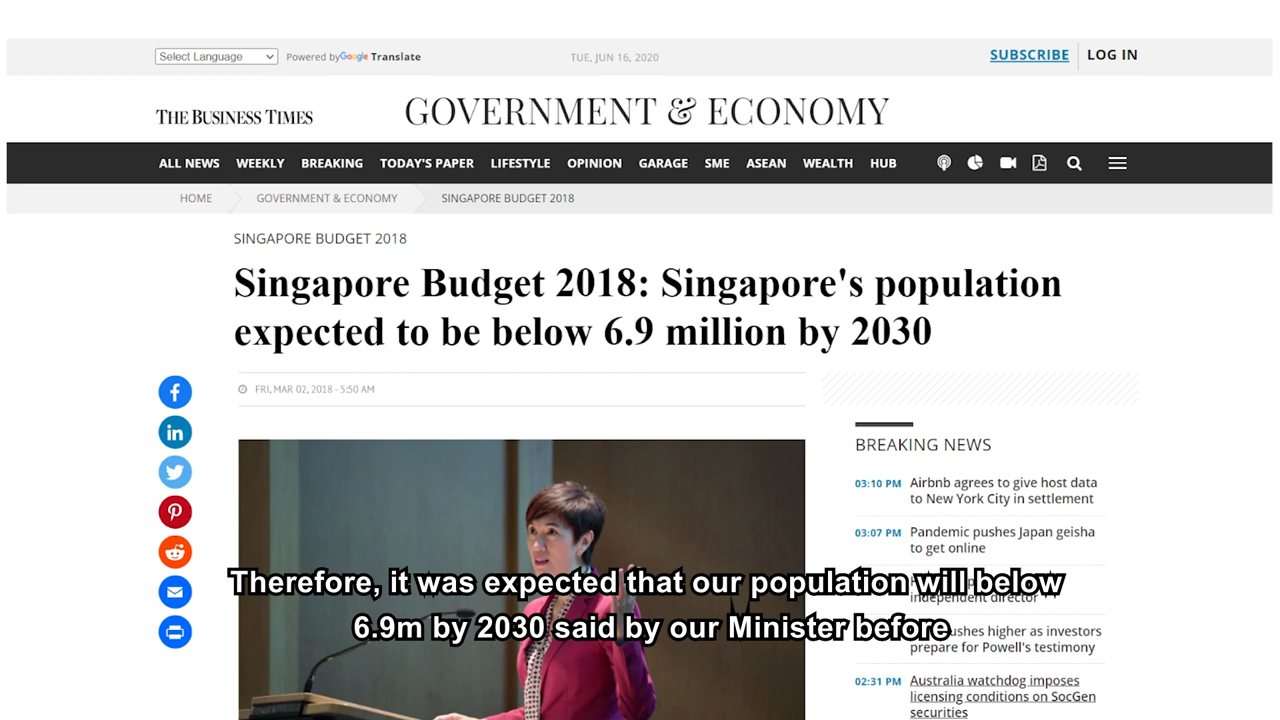 Select Language
Powered by Google Translate
TUE, JUN 16, 2020
SUBSCRIBE
LOG IN
THE BUSINESS TIMES
GOVERNMENT & ECONOMY
ALL NEWS WEEKLY BREAKING TODAY'S PAPER LIFESTYLE OPINION GARAGE SME ASEAN WEALTH HUB
HOME GOVERNMENT & ECONOMY SINGAPORE BUDGET 2018
SINGAPORE BUDGET 2018
Singapore Budget 2018: Singapore's population
expected to be below 6.9 million by 2030
FRI, MAR 02, 2018 - 5:50 AM
BREAKING NEWS
03:10 PM Airbnb agrees to give host data
to New York City in settlement
03:07 PM Pandemic pushes Japan geisha
to get online
independent director
ushes higher as investors
prepare for Powell's testimony
02:31 PM Australia watchdog imposes
licensing conditions on SocGen
securities
Therefore, it was expected that our population will below
6.9m by 2030 said by our Minister before